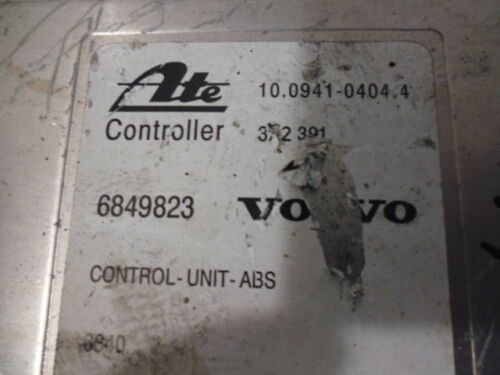 Ate 10.0941-0404.4
Controller 391
6849823 VOLVO
CONTROL-UNIT-ABS